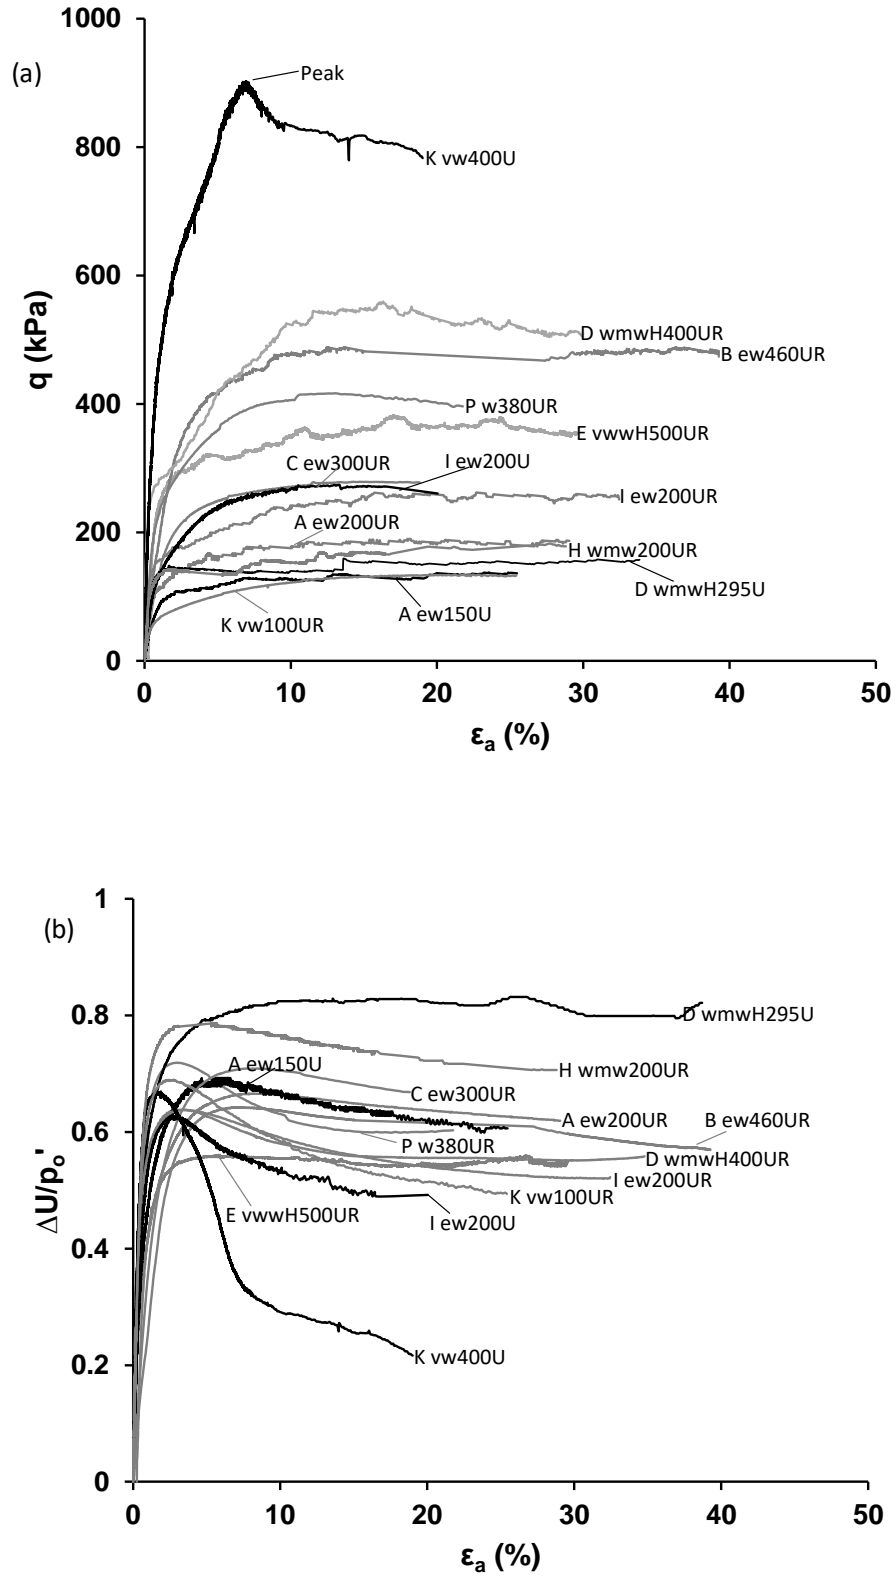 (a)
q (kPa)
1000
800
600
400
200
0
Peak
K vw400U
D wmwH400UR
B ew460UR
P w380UR
E vwwH500UR
C ew300UR
I ew200U
I ew200UR
A ew200UR
H wmw200UR
D wmwH295U
A ew150U
K vw100UR
0 10 20 30 40 50
εa (%)
(b)
ΔU/po'
1
0.8
0.6
0.4
0.2
0
D wmwH295U
A ew150U
H wmw200UR
C ew300UR
A ew200UR
B ew460UR
P w380UR
D wmwH400UR
I ew200UR
K vw100UR
E vwwH500UR
I ew200U
K vw400U
0 10 20 30 40 50
εa (%)